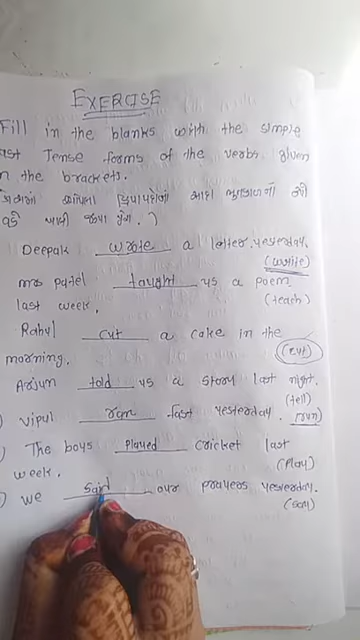 EXERCISE
Fill in the blanks with the simple
ast Tense forms of the verbs given
n the brackets.
Deepak wrote a latter yesterday.
(write)
mrs patel taught us a poem
last week. (teach)
Rahul cut a cake in the
morning. (cut)
Arjun told us a story last night.
(tell)
) vipul ran fast yesterday. (run)
) The boys Played cricket last
week. (Play)
) we said our prayers yesterday.
(say)